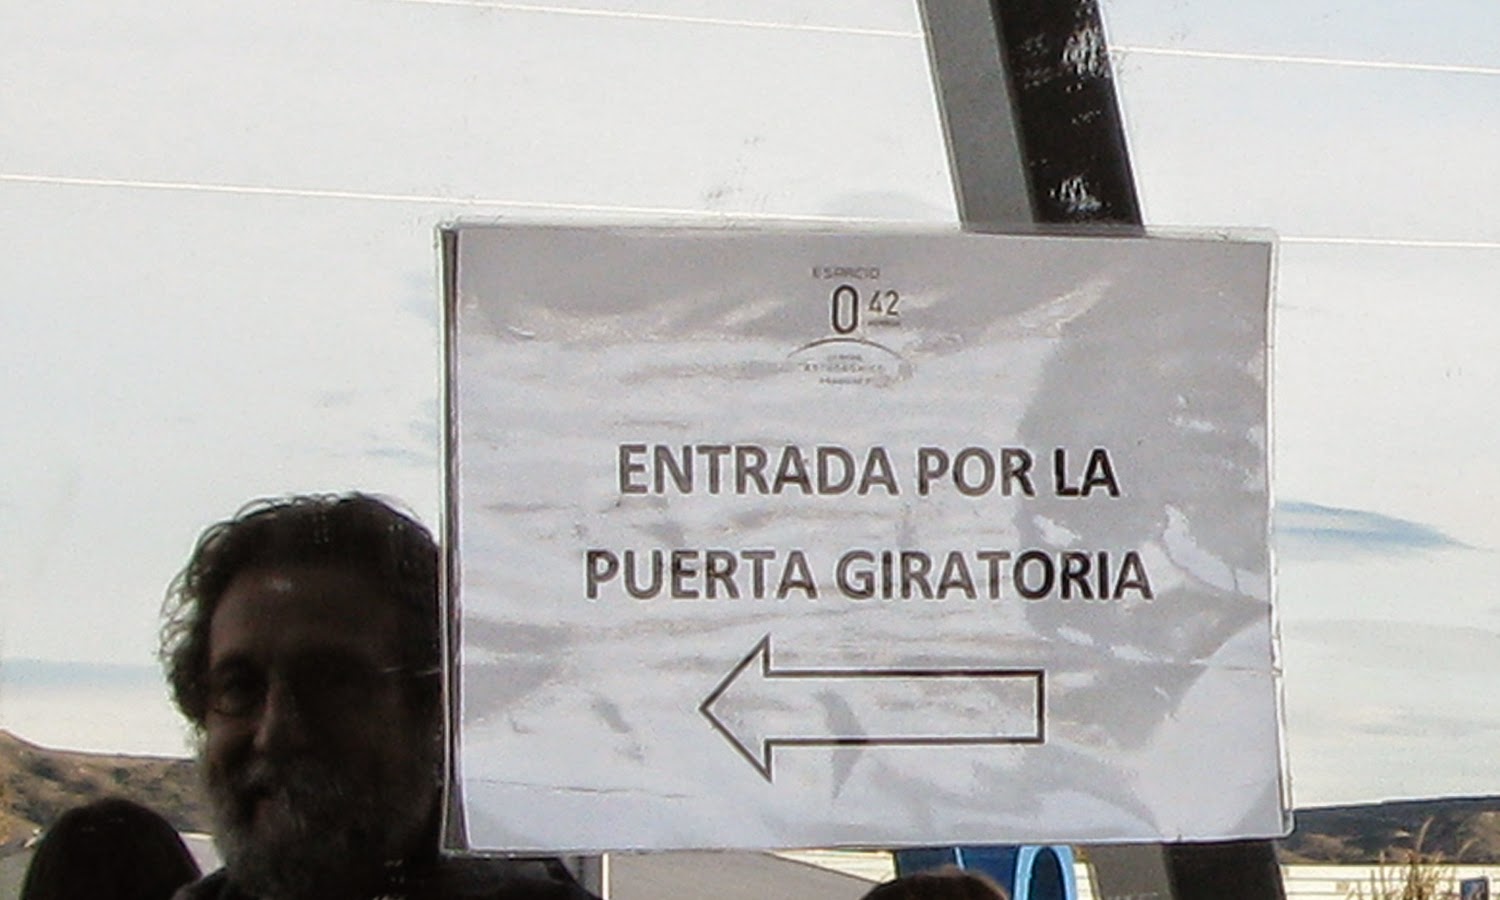 ESPACIO
0 42
ENTRADA POR LA
PUERTA GIRATORIA